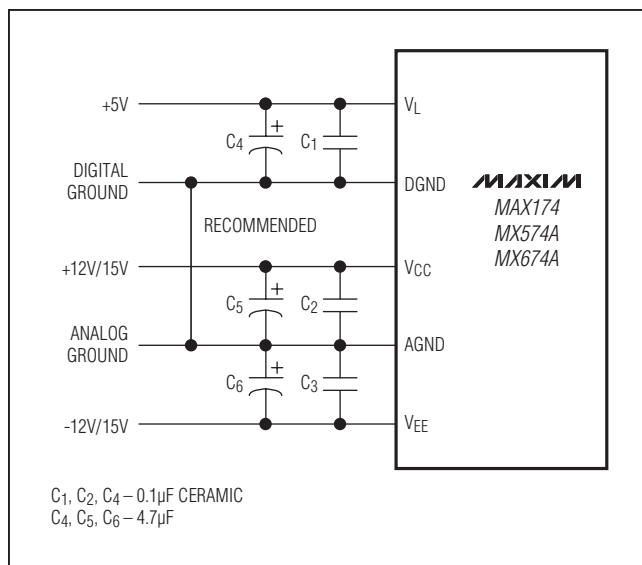 +5V
C4
+
C1
VL
DIGITAL
GROUND
DGND
MAXIM
MAX174
MX574A
MX674A
RECOMMENDED
+12V/15V
VCC
C5
+
C2
ANALOG
GROUND
AGND
C6
+
C3
-12V/15V
VEE
C1, C2, C4 – 0.1µF CERAMIC
C4, C5, C6 – 4.7µF